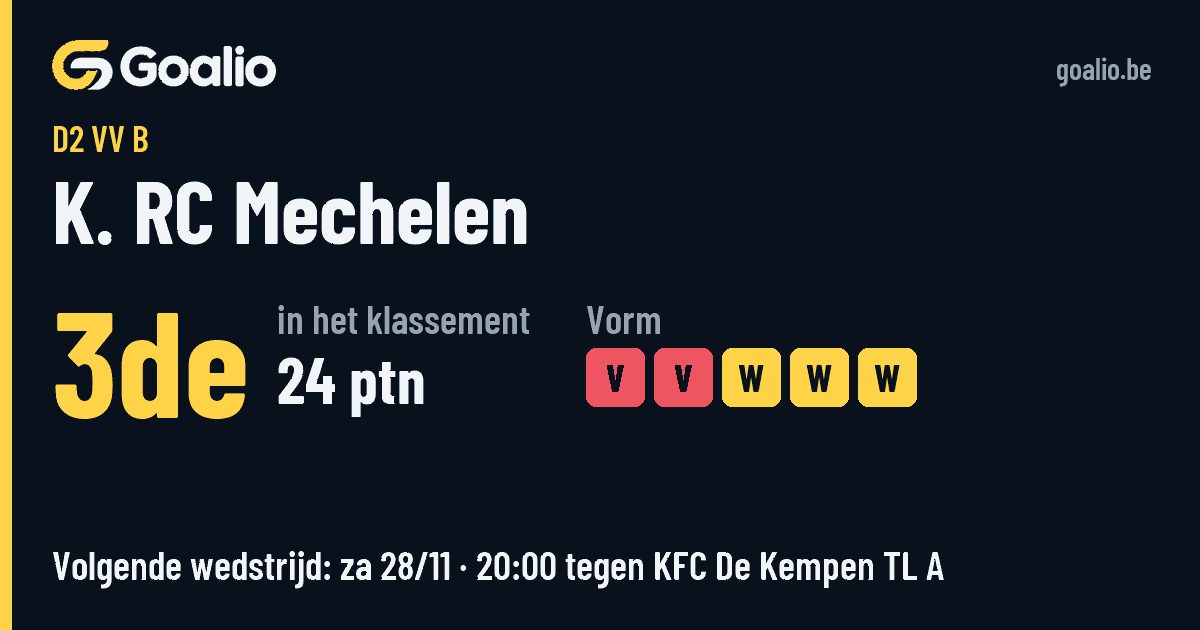 Goalio
goalio.be
D2 VV B
K. RC Mechelen
3de
in het klassement
24 ptn
Vorm
V V W W W
Volgende wedstrijd: za 28/11 · 20:00 tegen KFC De Kempen TL A